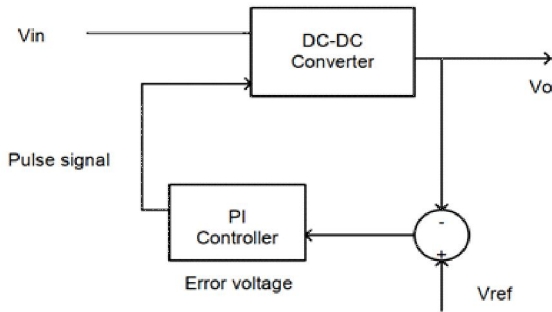 Vin
DC-DC
Converter
Vo
Pulse signal
PI
Controller
-
+
Error voltage
Vref